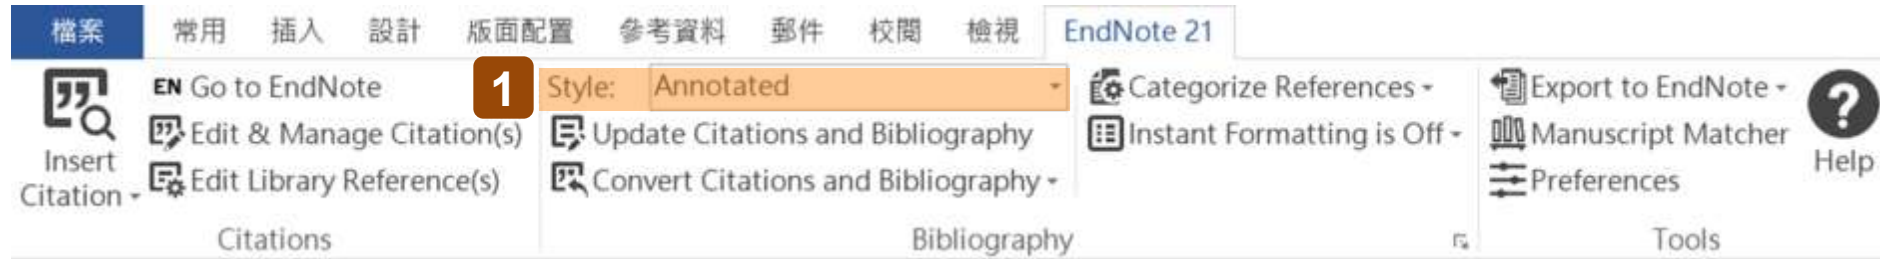 檔案 常用 插入 設計 版面配置 參考資料 郵件 校閱 檢視 EndNote 21
Insert
Citation
EN Go to EndNote
Edit & Manage Citation(s)
Edit Library Reference(s)
Citations
1
Style: Annotated
Update Citations and Bibliography
Convert Citations and Bibliography
Categorize References
Instant Formatting is Off
Bibliography
Export to EndNote
Manuscript Matcher
Preferences
Tools
?
Help